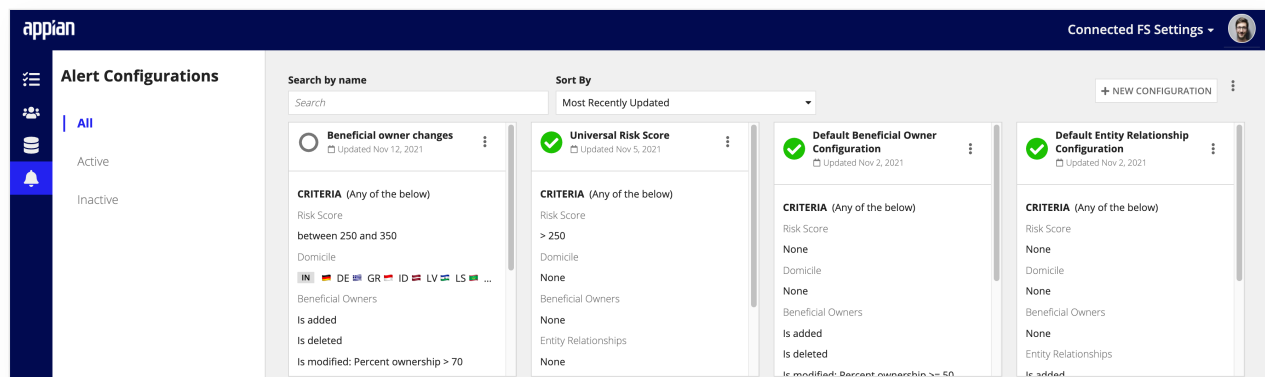 appian
Connected FS Settings
Alert Configurations
All
Active
Inactive
Search by name
Search
Sort By
Most Recently Updated
+ NEW CONFIGURATION
Beneficial owner changes
Updated Nov 12, 2021
CRITERIA (Any of the below)
Risk Score
between 250 and 350
Domicile
IN DE GR ID LV LS ...
Beneficial Owners
Is added
Is deleted
Is modified: Percent ownership > 70
Universal Risk Score
Updated Nov 5, 2021
CRITERIA (Any of the below)
Risk Score
> 250
Domicile
None
Beneficial Owners
None
Entity Relationships
None
Default Beneficial Owner
Configuration
Updated Nov 2, 2021
CRITERIA (Any of the below)
Risk Score
None
Domicile
None
Beneficial Owners
Is added
Is deleted
Is modified: Percent ownership >= 50
Default Entity Relationship
Configuration
Updated Nov 2, 2021
CRITERIA (Any of the below)
Risk Score
None
Domicile
None
Beneficial Owners
None
Entity Relationships
Is added